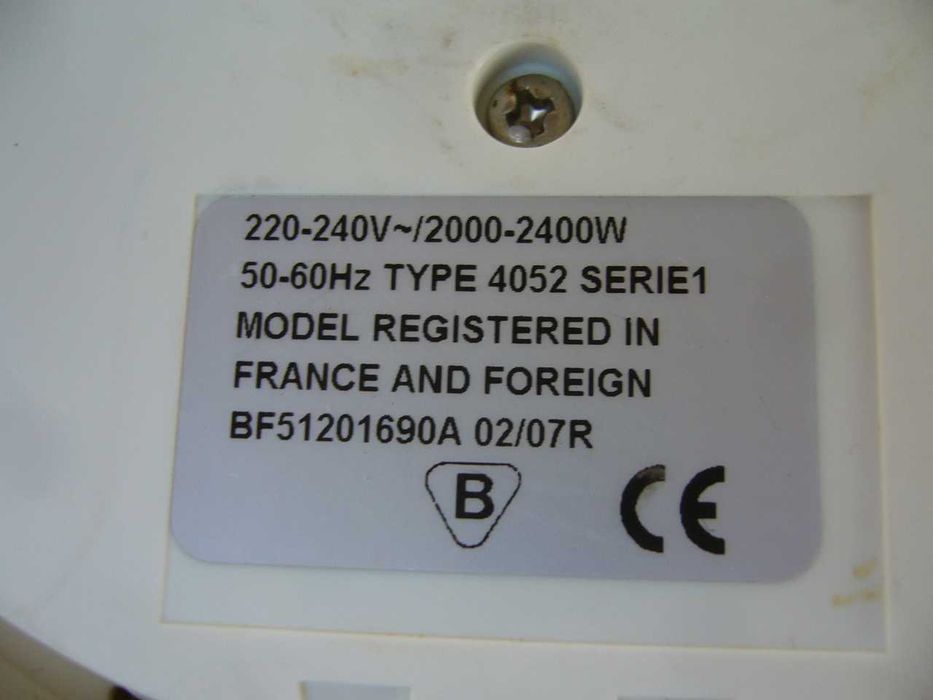 220-240V~/2000-2400W
50-60Hz TYPE 4052 SERIE1
MODEL REGISTERED IN
FRANCE AND FOREIGN
BF51201690A 02/07R
B CE